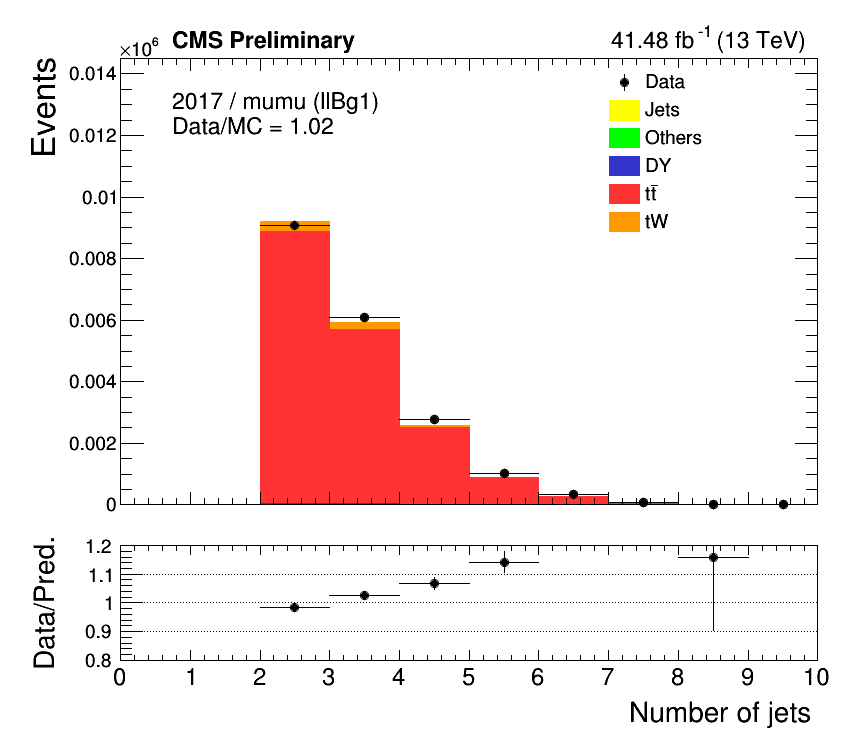 ×10⁶ CMS Preliminary 41.48 fb⁻¹ (13 TeV)
Events
2017 / mumu (llBg1)
Data/MC = 1.02
Data
Jets
Others
DY
tt̄
tW
0.014
0.012
0.01
0.008
0.006
0.004
0.002
0
Data/Pred.
1.2
1.1
1
0.9
0.8
0 1 2 3 4 5 6 7 8 9 10
Number of jets